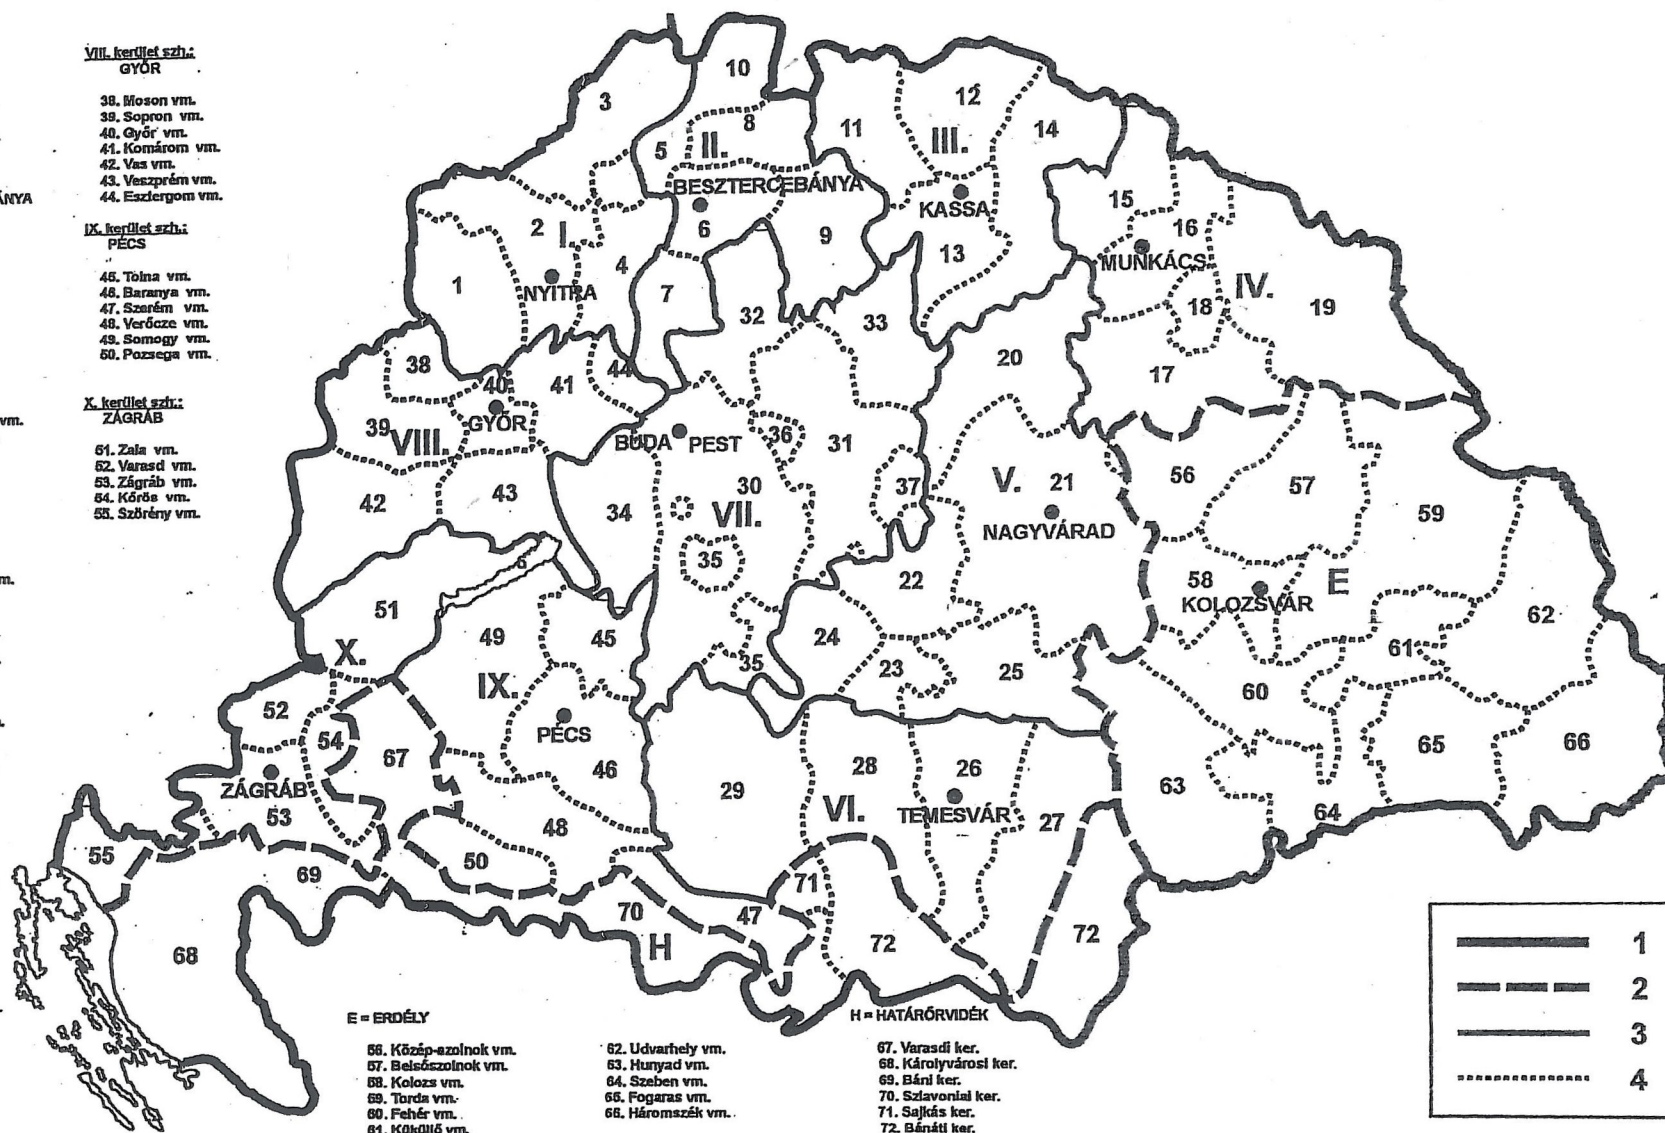 VIII. kerület szh.:
GYŐR
38. Moson vm.
39. Sopron vm.
40. Győr vm.
41. Komárom vm.
42. Vas vm.
43. Veszprém vm.
44. Esztergom vm.
ÁNYA
IX. kerület szh.:
PÉCS
45. Tolna vm.
46. Baranya vm.
47. Szerém vm.
48. Verőcze vm.
49. Somogy vm.
50. Pozsega vm.
vm.
X. kerület szh.:
ZÁGRÁB
51. Zala vm.
52. Varasd vm.
53. Zágráb vm.
54. Körös vm.
55. Szörény vm.
m.
10
3
12
8
11
II.
III.
14
5
BESZTERCEBÁNYA
KASSA
15
2
I.
6
9
16
13
MUNKÁCS
4
1
NYITRA
7
IV.
18
19
32
33
20
38
44
17
40
41
39
VIII.
GYŐR
BUDA
PEST
36
31
56
43
42
30
V.
21
37
57
34
VII.
59
NAGYVÁRAD
35
6
22
58
E
KOLOZSVÁR
51
49
45
24
62
X.
35
23
25
61
IX.
60
52
PÉCS
54
67
46
28
26
65
66
ZÁGRÁB
29
VI.
TEMESVÁR
63
53
48
27
64
55
50
69
71
70
47
H
72
72
68
1
2
3
4
E = ERDÉLY
56. Közép-szolnok vm.
57. Belsőszolnok vm.
58. Kolozs vm.
59. Torda vm.
60. Fehér vm.
61. Küküllő vm.
62. Udvarhely vm.
63. Hunyad vm.
64. Szeben vm.
65. Fogaras vm.
66. Háromszék vm.
H = HATÁRŐRVIDÉK
67. Varasdi ker.
68. Károlyvárosi ker.
69. Báni ker.
70. Szlavoniai ker.
71. Sajkás ker.
72. Bánáti ker.